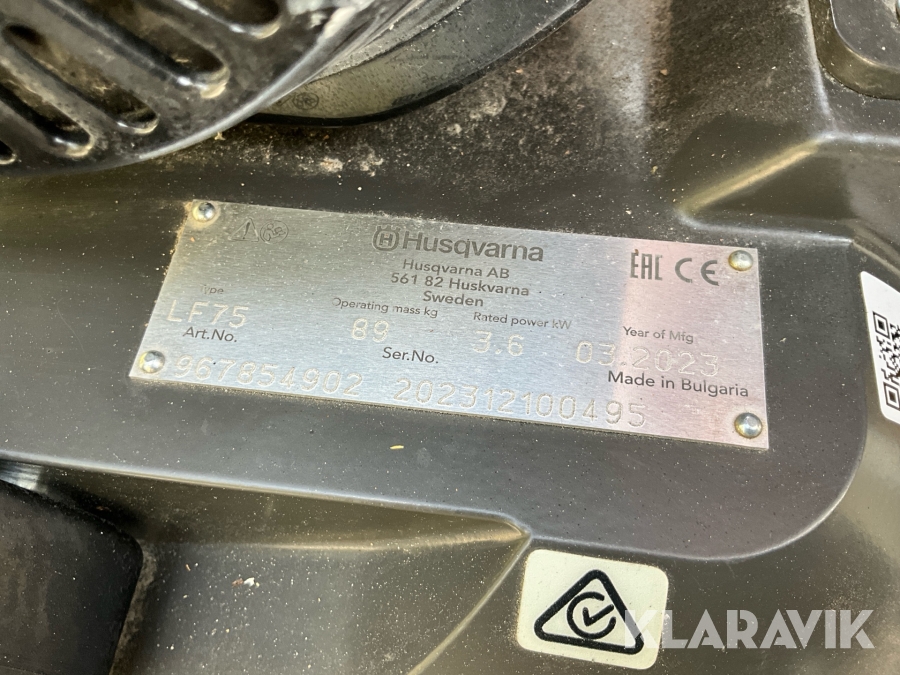 Husqvarna
Husqvarna AB
561 82 Huskvarna
Sweden
EAC CE
Type
Operating mass kg
Rated power kW
Year of Mfg
LF75
89
3.6
03.2023
Art.No.
Ser.No.
Made in Bulgaria
967854902
202312100495
KLARAVIK